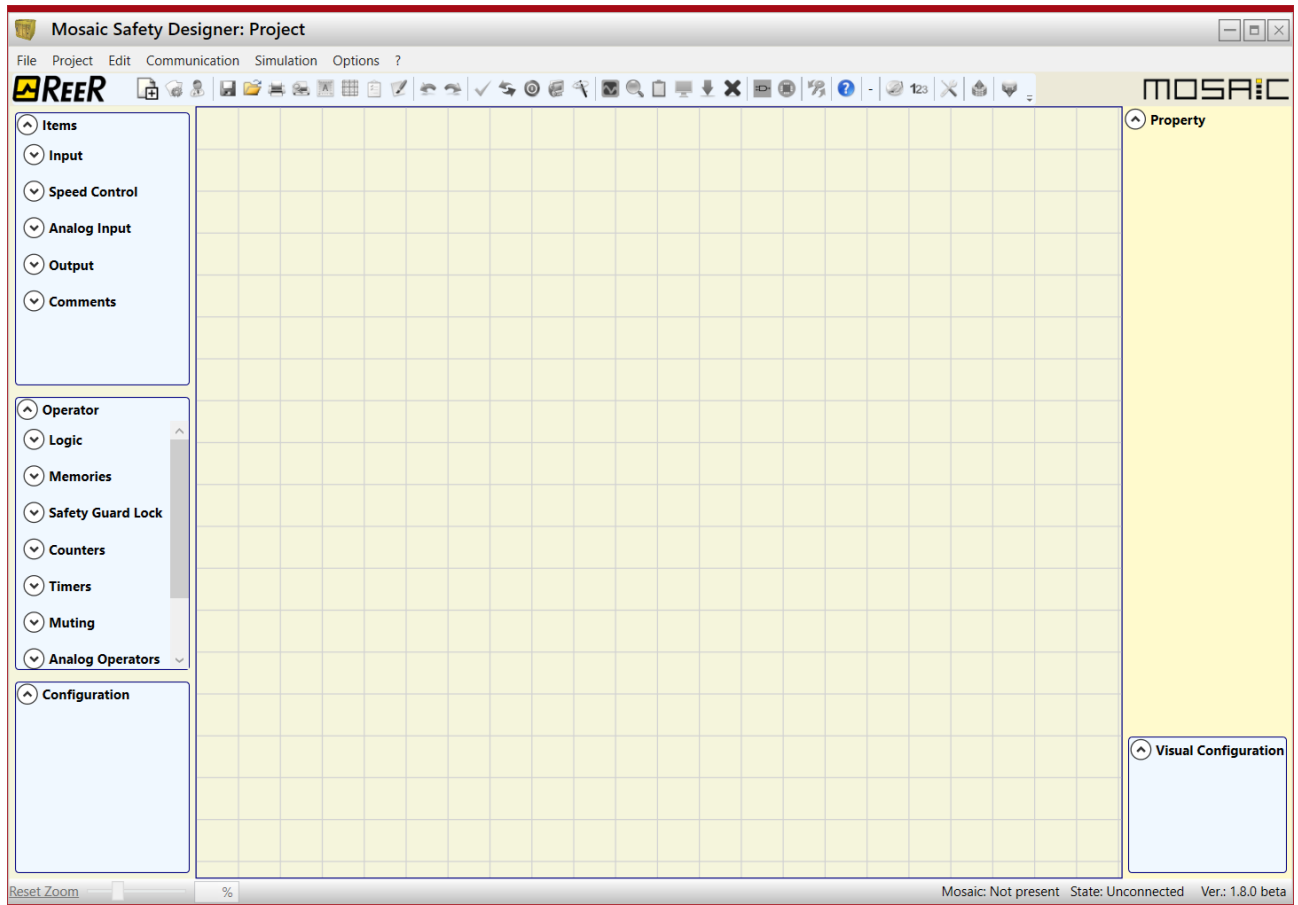 Mosaic Safety Designer: Project
File Project Edit Communication Simulation Options ?
REER
- 123
MOSAIC
Items
Input
Speed Control
Analog Input
Output
Comments
Operator
Logic
Memories
Safety Guard Lock
Counters
Timers
Muting
Analog Operators
Configuration
Property
Visual Configuration
Reset Zoom % Mosaic: Not present State: Unconnected Ver.: 1.8.0 beta